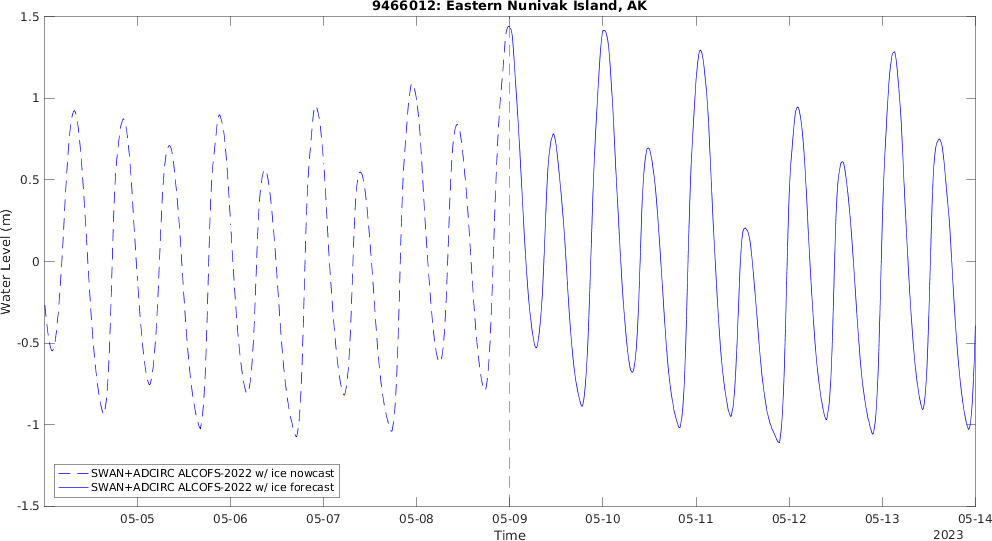 9466012: Eastern Nunivak Island, AK
Water Level (m)
1.5
1
0.5
0
-0.5
-1
-1.5
SWAN+ADCIRC ALCOFS-2022 w/ ice nowcast
SWAN+ADCIRC ALCOFS-2022 w/ ice forecast
05-05 05-06 05-07 05-08 05-09 05-10 05-11 05-12 05-13 05-14
Time
2023